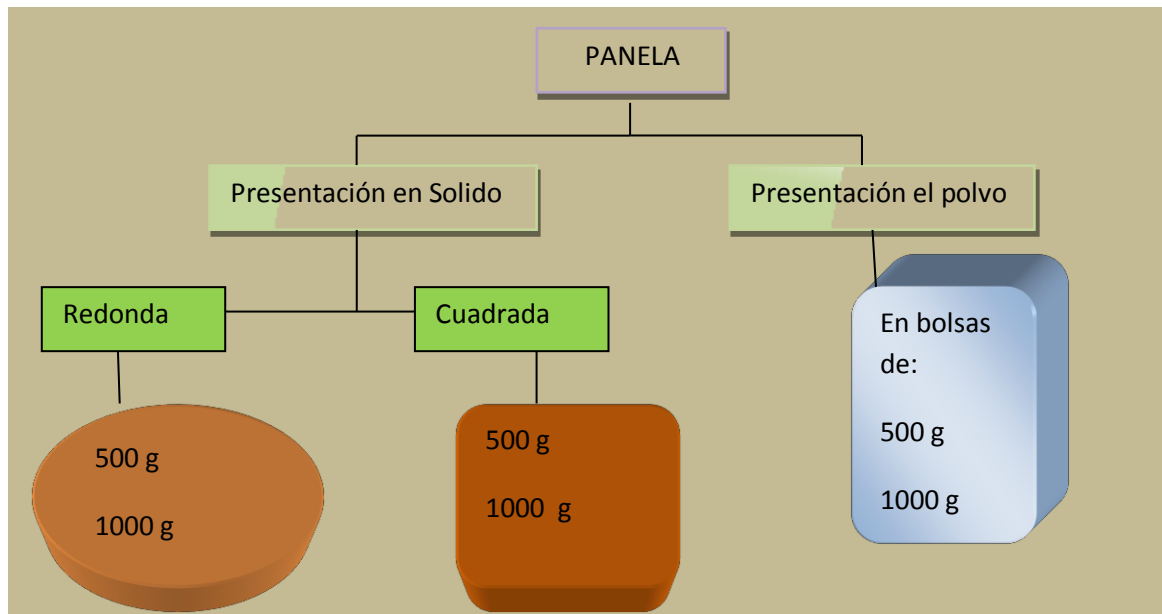 PANELA
Presentación en Solido
Presentación el polvo
Redonda
Cuadrada
500 g
1000 g
500 g
1000 g
En bolsas
de:
500 g
1000 g